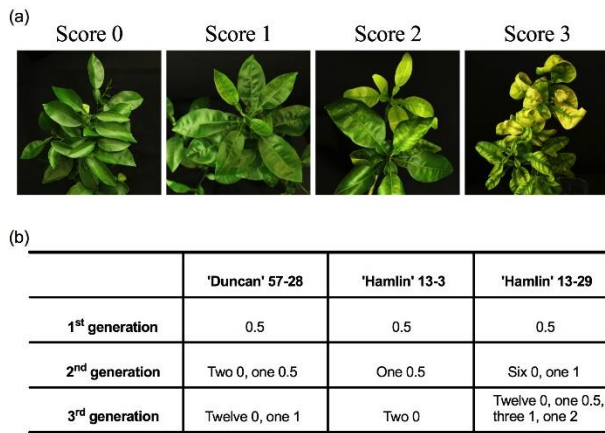 (a)
Score 0 Score 1 Score 2 Score 3
(b)
'Duncan' 57-28 'Hamlin' 13-3 'Hamlin' 13-29
1st generation 0.5 0.5 0.5
2nd generation Two 0, one 0.5 One 0.5 Six 0, one 1
3rd generation Twelve 0, one 1 Two 0 Twelve 0, one 0.5,
three 1, one 2